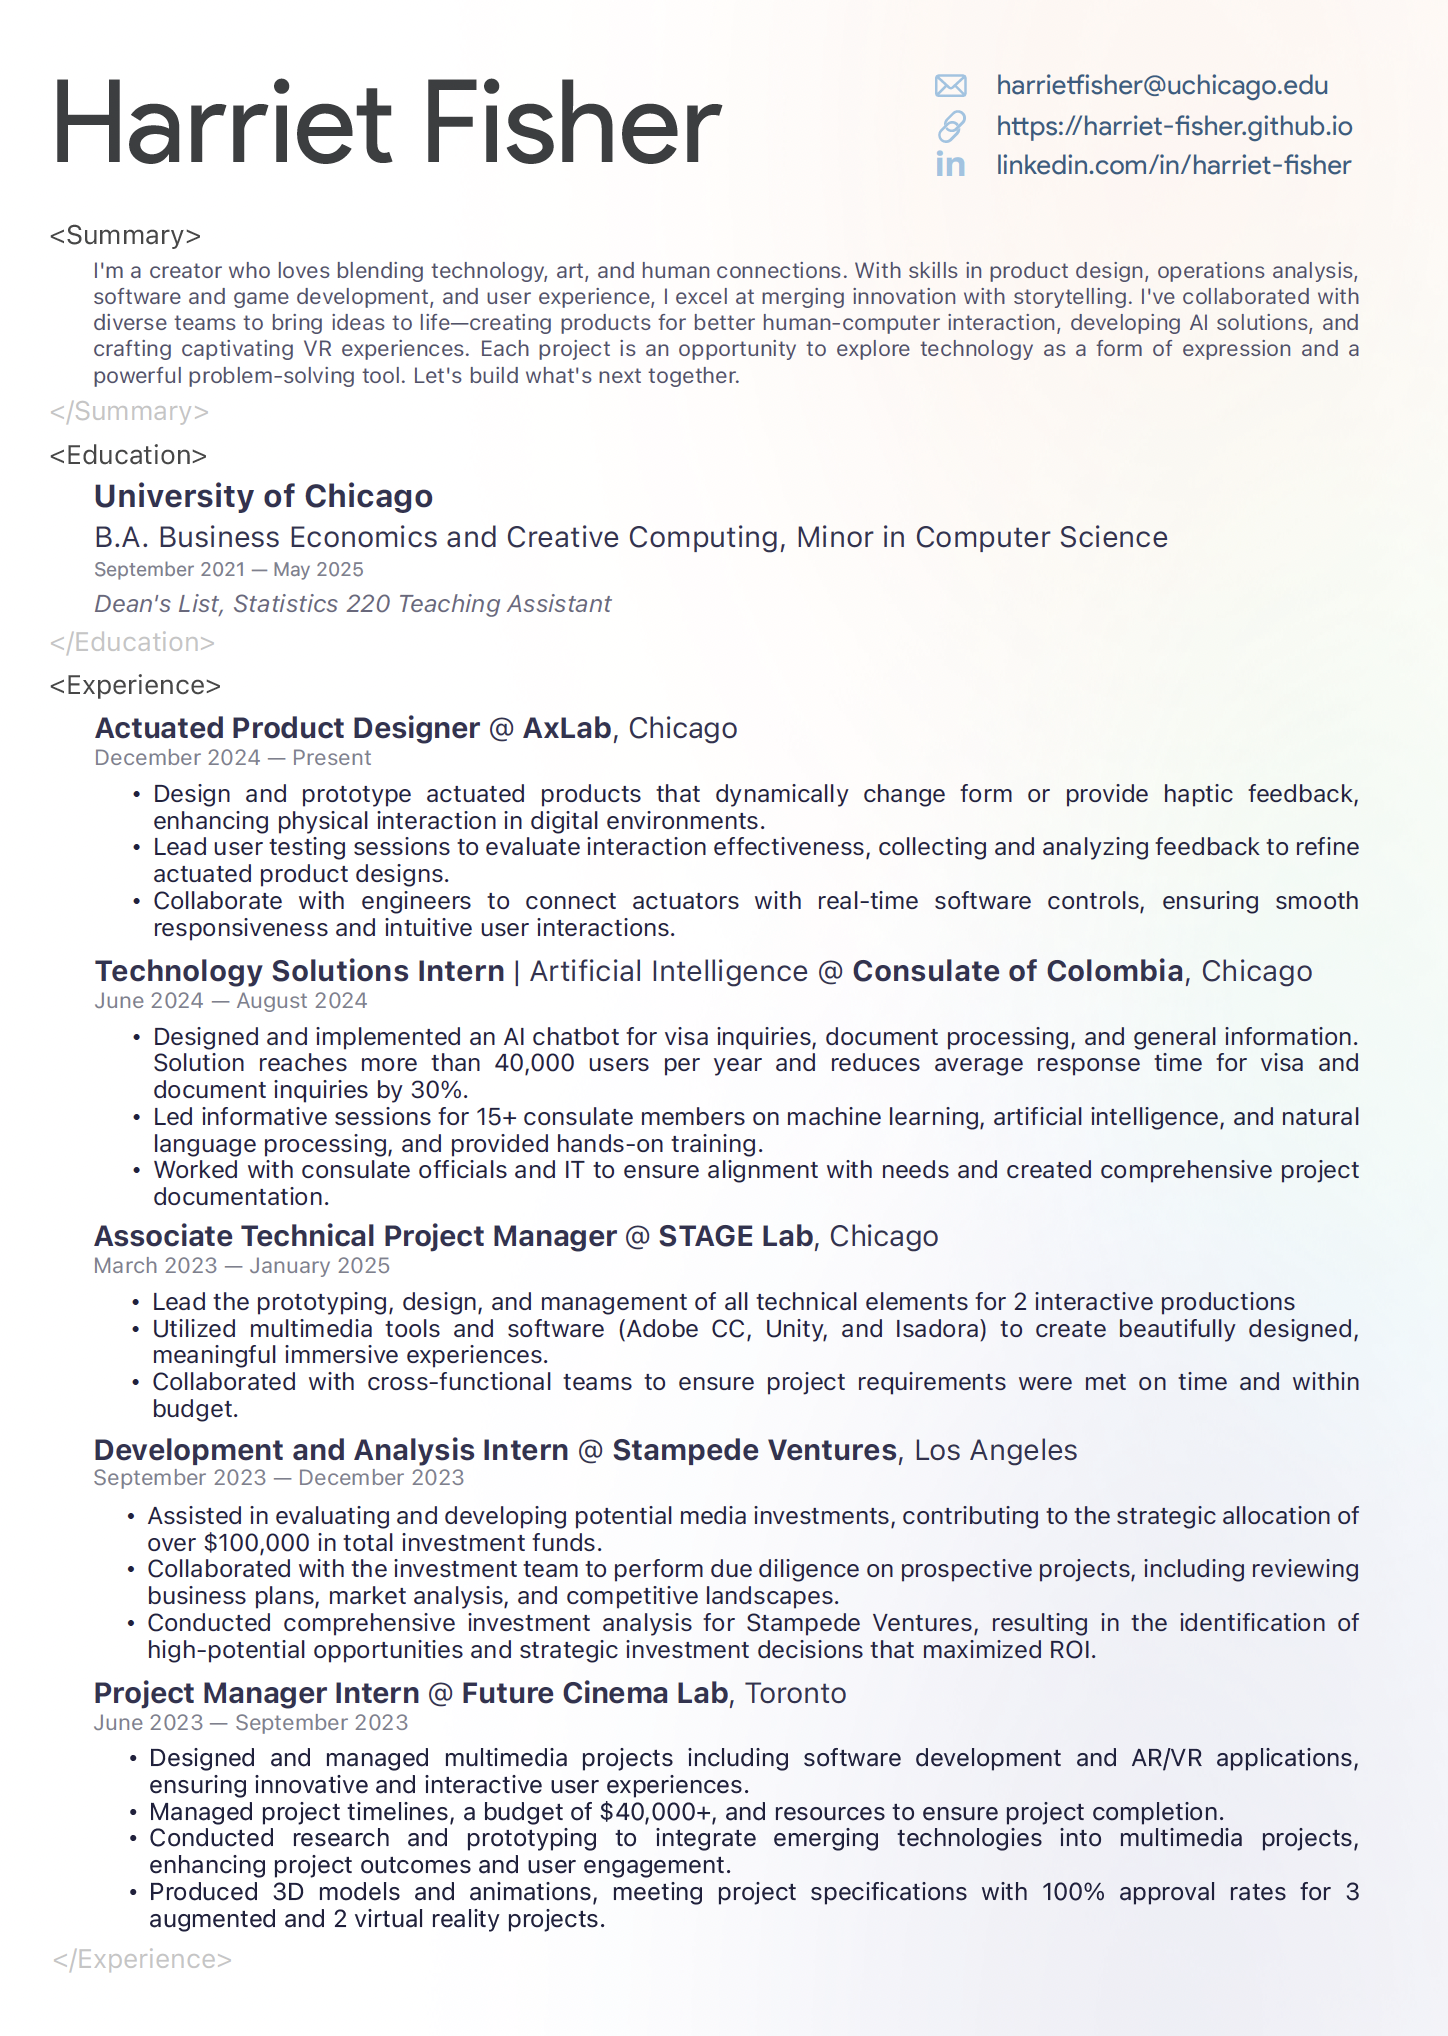 Harriet Fisher
harrietfisher@uchicago.edu
https://harriet-fisher.github.io
linkedin.com/in/harriet-fisher
<Summary>
I'm a creator who loves blending technology, art, and human connections. With skills in product design, operations analysis,
software and game development, and user experience, I excel at merging innovation with storytelling. I've collaborated with
diverse teams to bring ideas to life—creating products for better human-computer interaction, developing AI solutions, and
crafting captivating VR experiences. Each project is an opportunity to explore technology as a form of expression and a
powerful problem-solving tool. Let's build what's next together.
</Summary>
<Education>
University of Chicago
B.A. Business Economics and Creative Computing, Minor in Computer Science
September 2021 — May 2025
Dean's List, Statistics 220 Teaching Assistant
</Education>
<Experience>
Actuated Product Designer @ AxLab, Chicago
December 2024 — Present
• Design and prototype actuated products that dynamically change form or provide haptic feedback,
enhancing physical interaction in digital environments.
• Lead user testing sessions to evaluate interaction effectiveness, collecting and analyzing feedback to refine
actuated product designs.
• Collaborate with engineers to connect actuators with real-time software controls, ensuring smooth
responsiveness and intuitive user interactions.
Technology Solutions Intern | Artificial Intelligence @ Consulate of Colombia, Chicago
June 2024 — August 2024
• Designed and implemented an AI chatbot for visa inquiries, document processing, and general information.
Solution reaches more than 40,000 users per year and reduces average response time for visa and
document inquiries by 30%.
• Led informative sessions for 15+ consulate members on machine learning, artificial intelligence, and natural
language processing, and provided hands-on training.
• Worked with consulate officials and IT to ensure alignment with needs and created comprehensive project
documentation.
Associate Technical Project Manager @ STAGE Lab, Chicago
March 2023 — January 2025
• Lead the prototyping, design, and management of all technical elements for 2 interactive productions
• Utilized multimedia tools and software (Adobe CC, Unity, and Isadora) to create beautifully designed,
meaningful immersive experiences.
• Collaborated with cross-functional teams to ensure project requirements were met on time and within
budget.
Development and Analysis Intern @ Stampede Ventures, Los Angeles
September 2023 — December 2023
• Assisted in evaluating and developing potential media investments, contributing to the strategic allocation of
over $100,000 in total investment funds.
• Collaborated with the investment team to perform due diligence on prospective projects, including reviewing
business plans, market analysis, and competitive landscapes.
• Conducted comprehensive investment analysis for Stampede Ventures, resulting in the identification of
high-potential opportunities and strategic investment decisions that maximized ROI.
Project Manager Intern @ Future Cinema Lab, Toronto
June 2023 — September 2023
• Designed and managed multimedia projects including software development and AR/VR applications,
ensuring innovative and interactive user experiences.
• Managed project timelines, a budget of $40,000+, and resources to ensure project completion.
• Conducted research and prototyping to integrate emerging technologies into multimedia projects,
enhancing project outcomes and user engagement.
• Produced 3D models and animations, meeting project specifications with 100% approval rates for 3
augmented and 2 virtual reality projects.
</Experience>